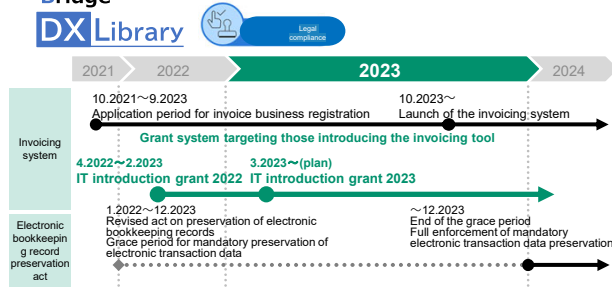 Bridge
DX Library
Legal
compliance
2021
2022
2023
2024
10.2021～9.2023
Application period for invoice business registration
10.2023～
Launch of the invoicing system
Invoicing
system
Grant system targeting those introducing the invoicing tool
4.2022～2.2023
IT introduction grant 2022
3.2023～(plan)
IT introduction grant 2023
Electronic
bookkeepin
g record
preservation
act
1.2022～12.2023
Revised act on preservation of electronic
bookkeeping records
Grace period for mandatory preservation of
electronic transaction data
～12.2023
End of the grace period
Full enforcement of mandatory
electronic transaction data preservation